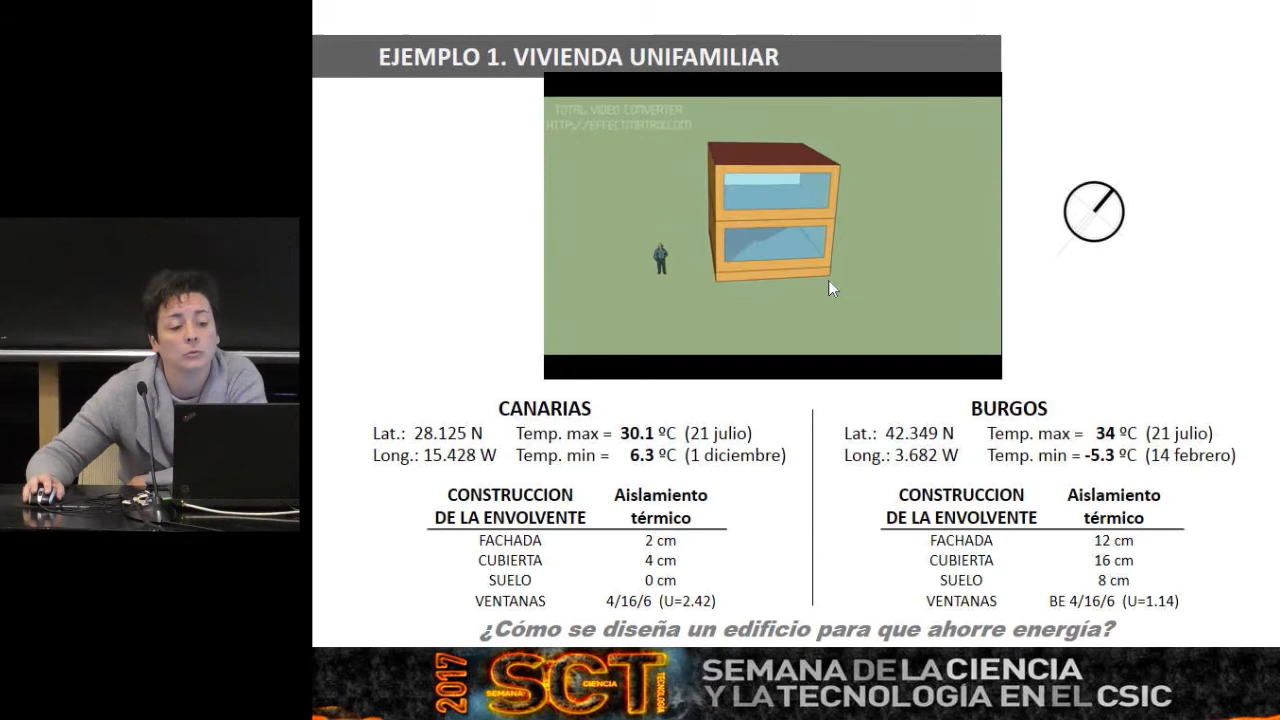 EJEMPLO 1. VIVIENDA UNIFAMILIAR
TOTAL VIDEO CONVERTER
HTTP://EFFECTMATRIX.COM
CANARIAS
Lat.: 28.125 N Temp. max = 30.1 ºC (21 julio)
Long.: 15.428 W Temp. min = 6.3 ºC (1 diciembre)
CONSTRUCCION Aislamiento
DE LA ENVOLVENTE térmico
FACHADA 2 cm
CUBIERTA 4 cm
SUELO 0 cm
VENTANAS 4/16/6 (U=2.42)
BURGOS
Lat.: 42.349 N Temp. max = 34 ºC (21 julio)
Long.: 3.682 W Temp. min = -5.3 ºC (14 febrero)
CONSTRUCCION Aislamiento
DE LA ENVOLVENTE térmico
FACHADA 12 cm
CUBIERTA 16 cm
SUELO 8 cm
VENTANAS BE 4/16/6 (U=1.14)
¿Cómo se diseña un edificio para que ahorre energía?
2017 SCT SEMANA CIENCIA TECNOLOGÍA
SEMANA DE LA CIENCIA
Y LA TECNOLOGÍA EN EL CSIC